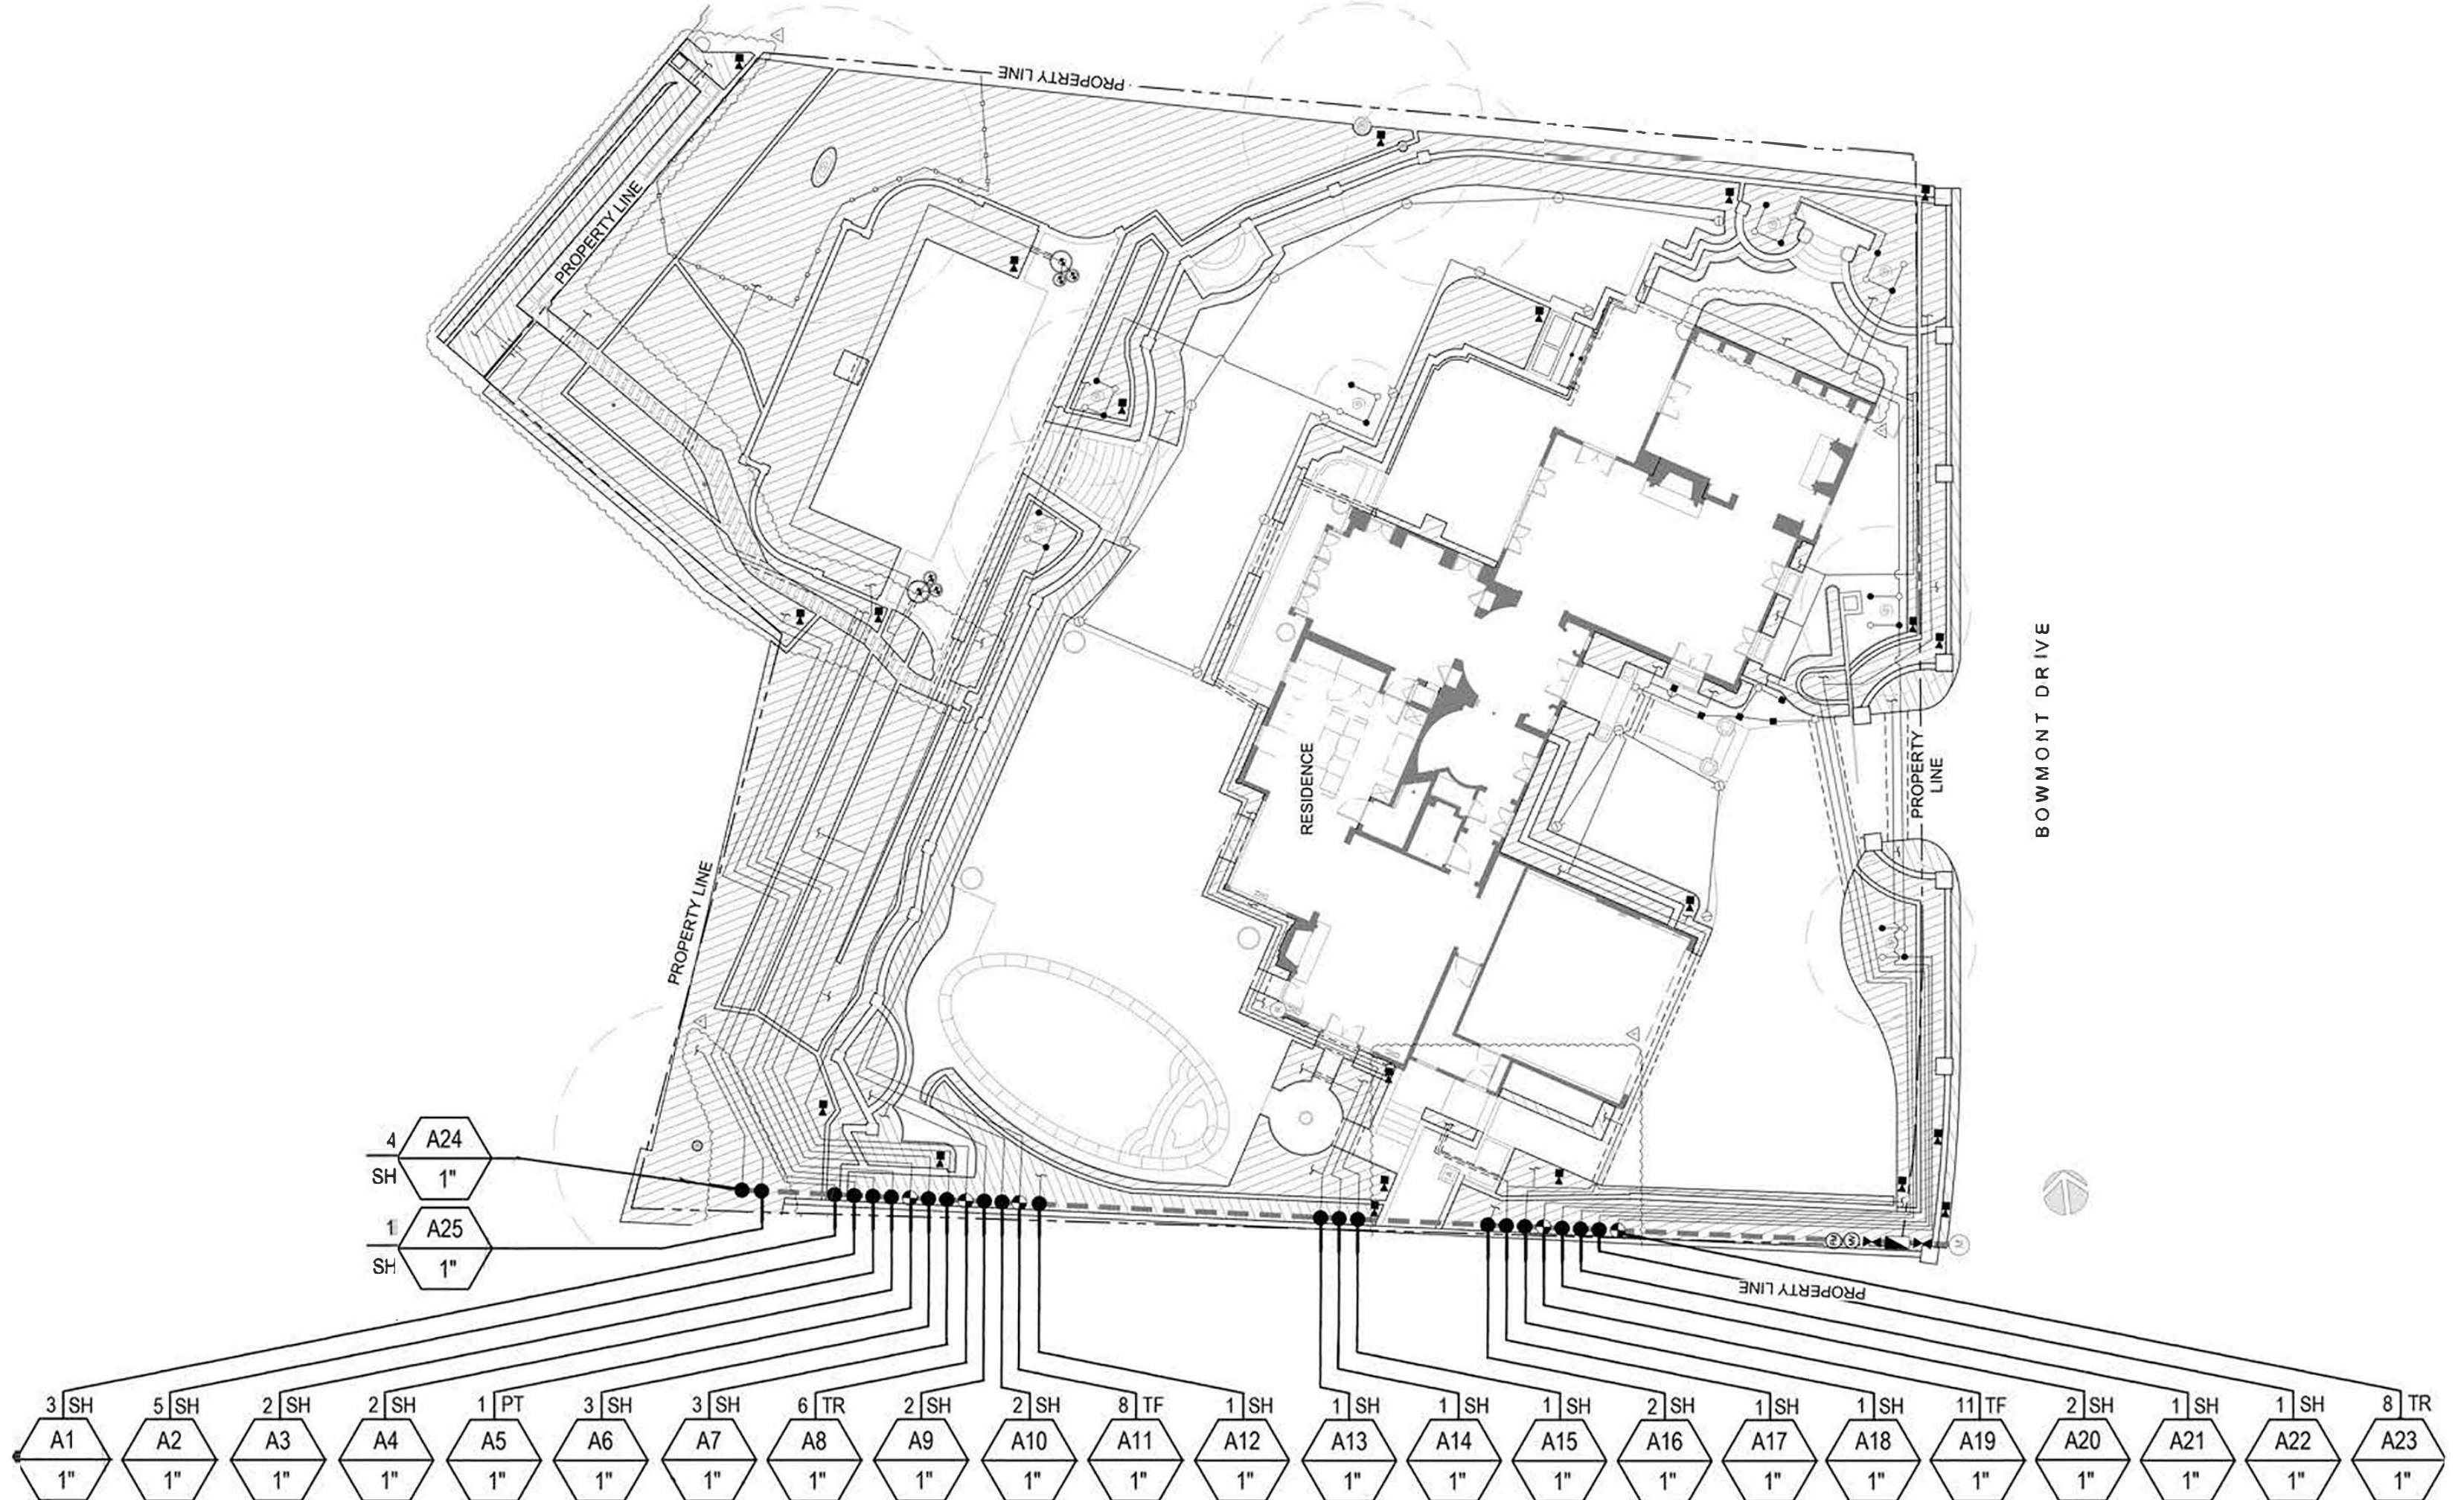 PROPERTY LINE
PROPERTY LINE
BOWMONT DRIVE
RESIDENCE
PROPERTY
LINE
PROPERTY LINE
4 A24
SH 1"
1 A25
SH 1"
PROPERTY LINE
3 SH 5 SH 2 SH 2 SH 1 PT 3 SH 3 SH 6 TR 2 SH 2 SH 8 TF 1 SH 1 SH 1 SH 1 SH 2 SH 1 SH 1 SH 11 TF 2 SH 1 SH 1 SH 8 TR
A1 A2 A3 A4 A5 A6 A7 A8 A9 A10 A11 A12 A13 A14 A15 A16 A17 A18 A19 A20 A21 A22 A23
1" 1" 1" 1" 1" 1" 1" 1" 1" 1" 1" 1" 1" 1" 1" 1" 1" 1" 1" 1" 1" 1" 1"